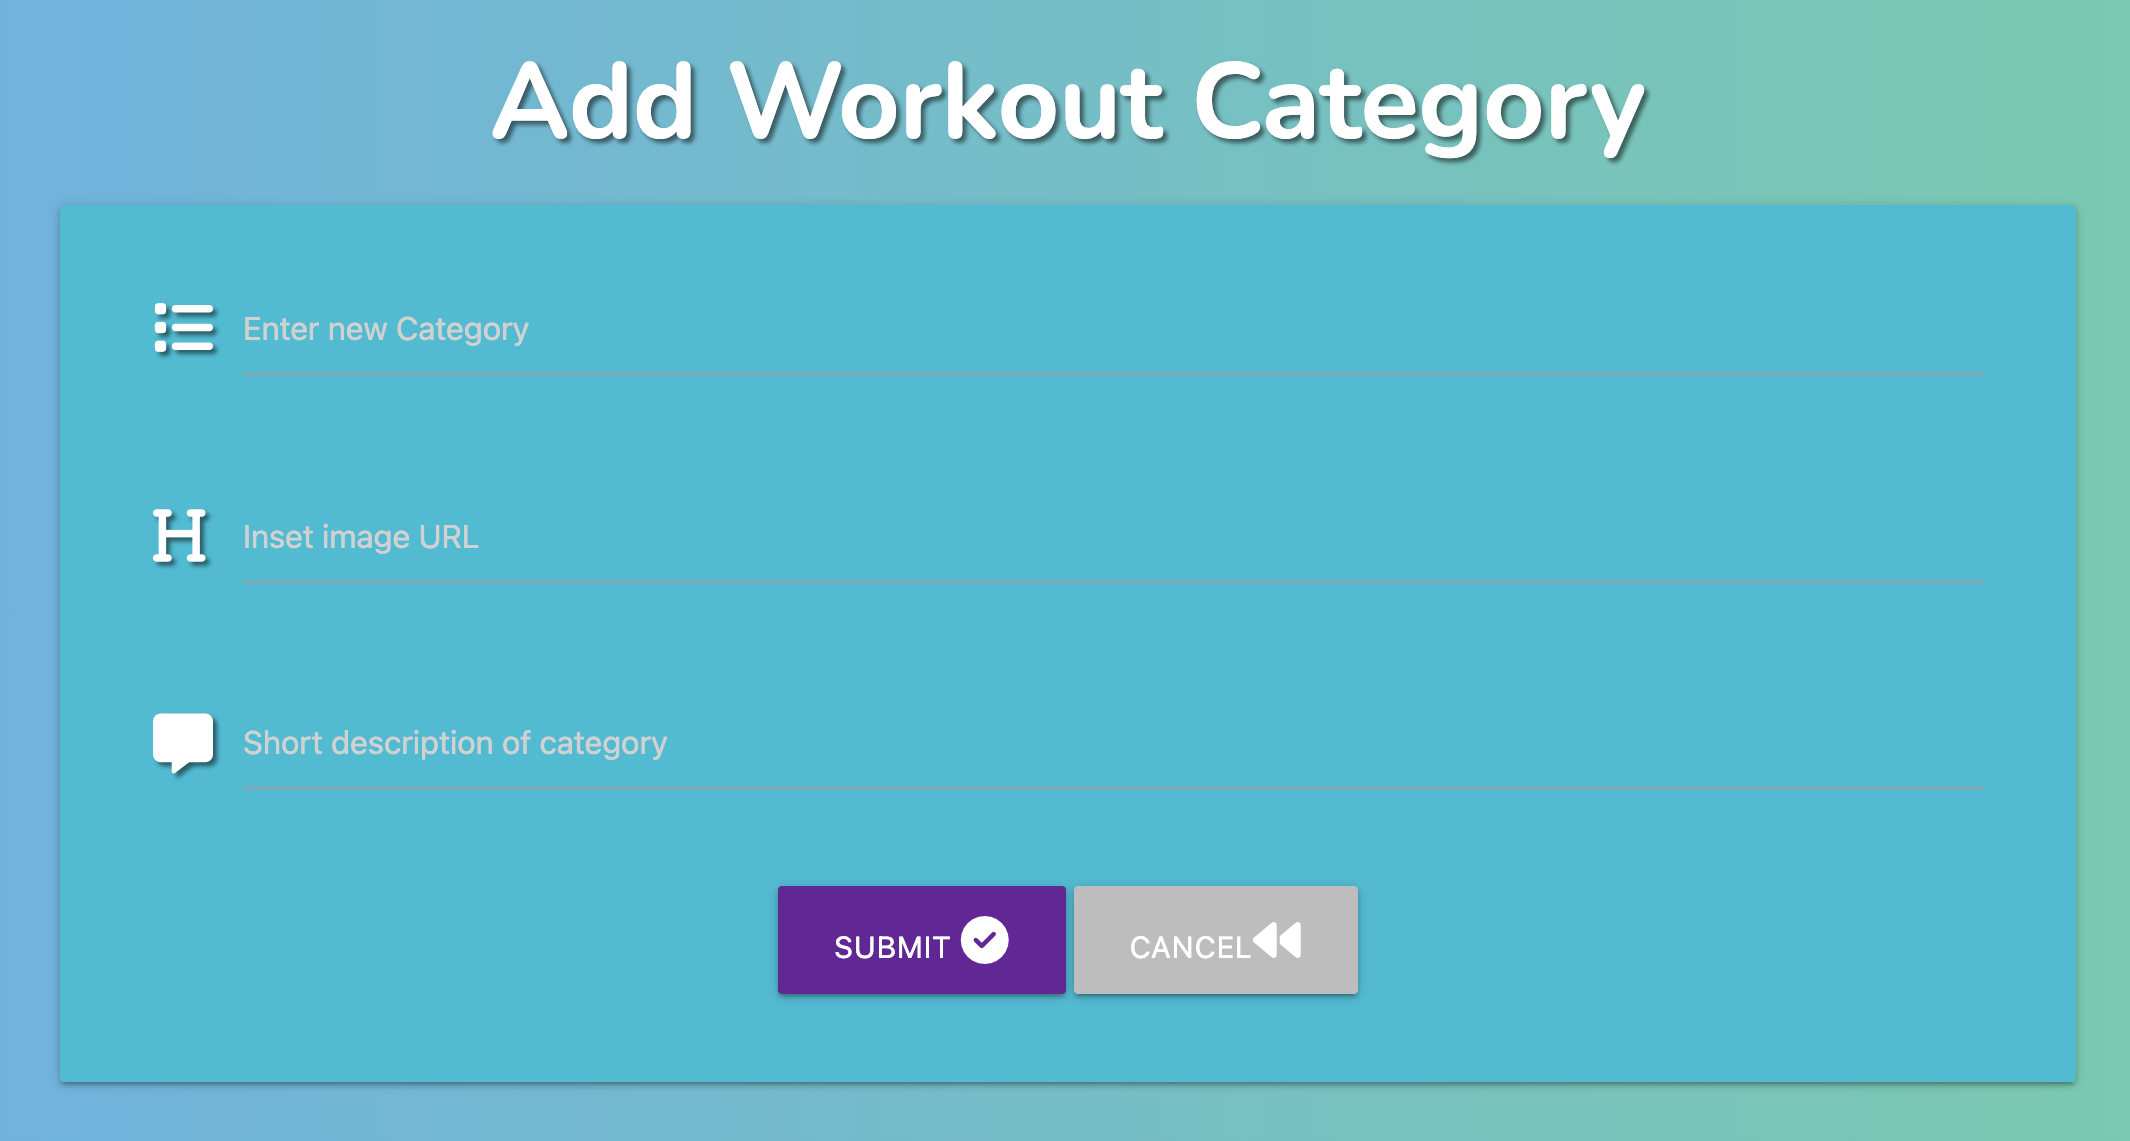 Add Workout Category
Enter new Category
Inset image URL
Short description of category
SUBMIT
CANCEL